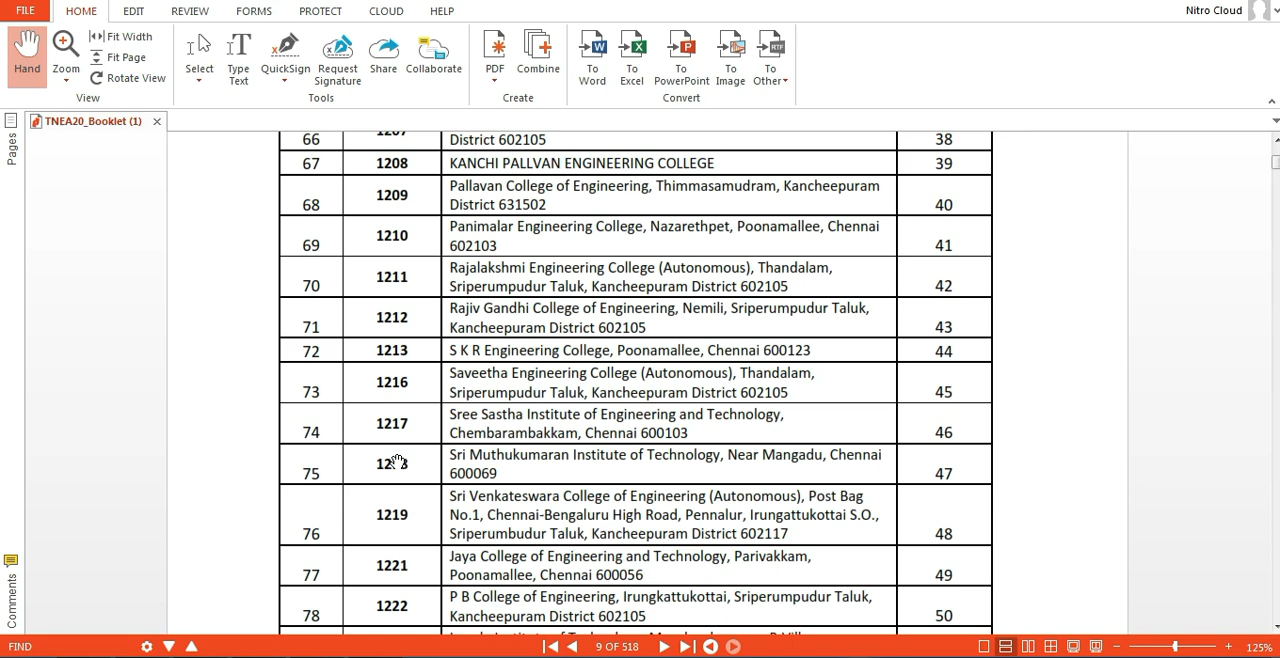 FILE HOME EDIT REVIEW FORMS PROTECT CLOUD HELP Nitro Cloud
Hand
Zoom
Fit Width
Fit Page
Rotate View
View
Select
Type Text
QuickSign
Request Signature
Share
Collaborate
Tools
PDF
Combine
Create
To Word
To Excel
To PowerPoint
To Image
To Other
Convert
TNEA20_Booklet (1)
Pages
66 1207 District 602105 38
67 1208 KANCHI PALLVAN ENGINEERING COLLEGE 39
68 1209 Pallavan College of Engineering, Thimmasamudram, Kancheepuram
District 631502 40
69 1210 Panimalar Engineering College, Nazarethpet, Poonamallee, Chennai
602103 41
70 1211 Rajalakshmi Engineering College (Autonomous), Thandalam,
Sriperumpudur Taluk, Kancheepuram District 602105 42
71 1212 Rajiv Gandhi College of Engineering, Nemili, Sriperumpudur Taluk,
Kancheepuram District 602105 43
72 1213 S K R Engineering College, Poonamallee, Chennai 600123 44
73 1216 Saveetha Engineering College (Autonomous), Thandalam,
Sriperumpudur Taluk, Kancheepuram District 602105 45
74 1217 Sree Sastha Institute of Engineering and Technology,
Chembarambakkam, Chennai 600103 46
75 Sri Muthukumaran Institute of Technology, Near Mangadu, Chennai
600069 47
76 1219 Sri Venkateswara College of Engineering (Autonomous), Post Bag
No.1, Chennai-Bengaluru High Road, Pennalur, Irungattukottai S.O.,
Sriperumbudur Taluk, Kancheepuram District 602117 48
77 1221 Jaya College of Engineering and Technology, Parivakkam,
Poonamallee, Chennai 600056 49
78 1222 P B College of Engineering, Irungkattukottai, Sriperumpudur Taluk,
Kancheepuram District 602105 50
Comments
FIND 9 OF 518 125%